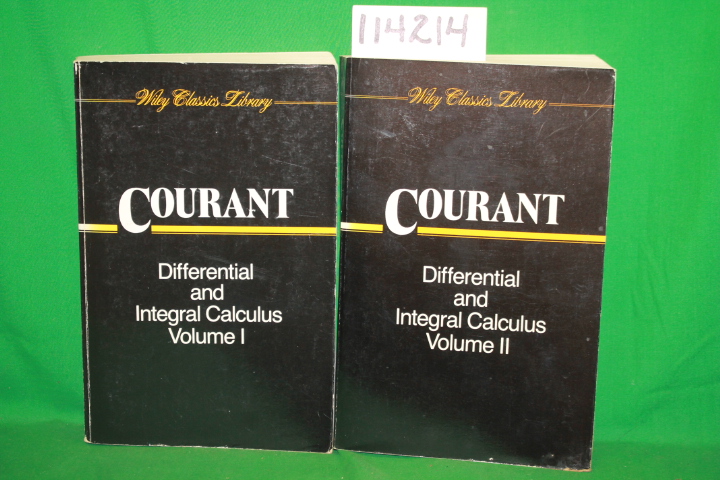 114214
Wiley Classics Library
COURANT
Differential
and
Integral Calculus
Volume I
Wiley Classics Library
COURANT
Differential
and
Integral Calculus
Volume II